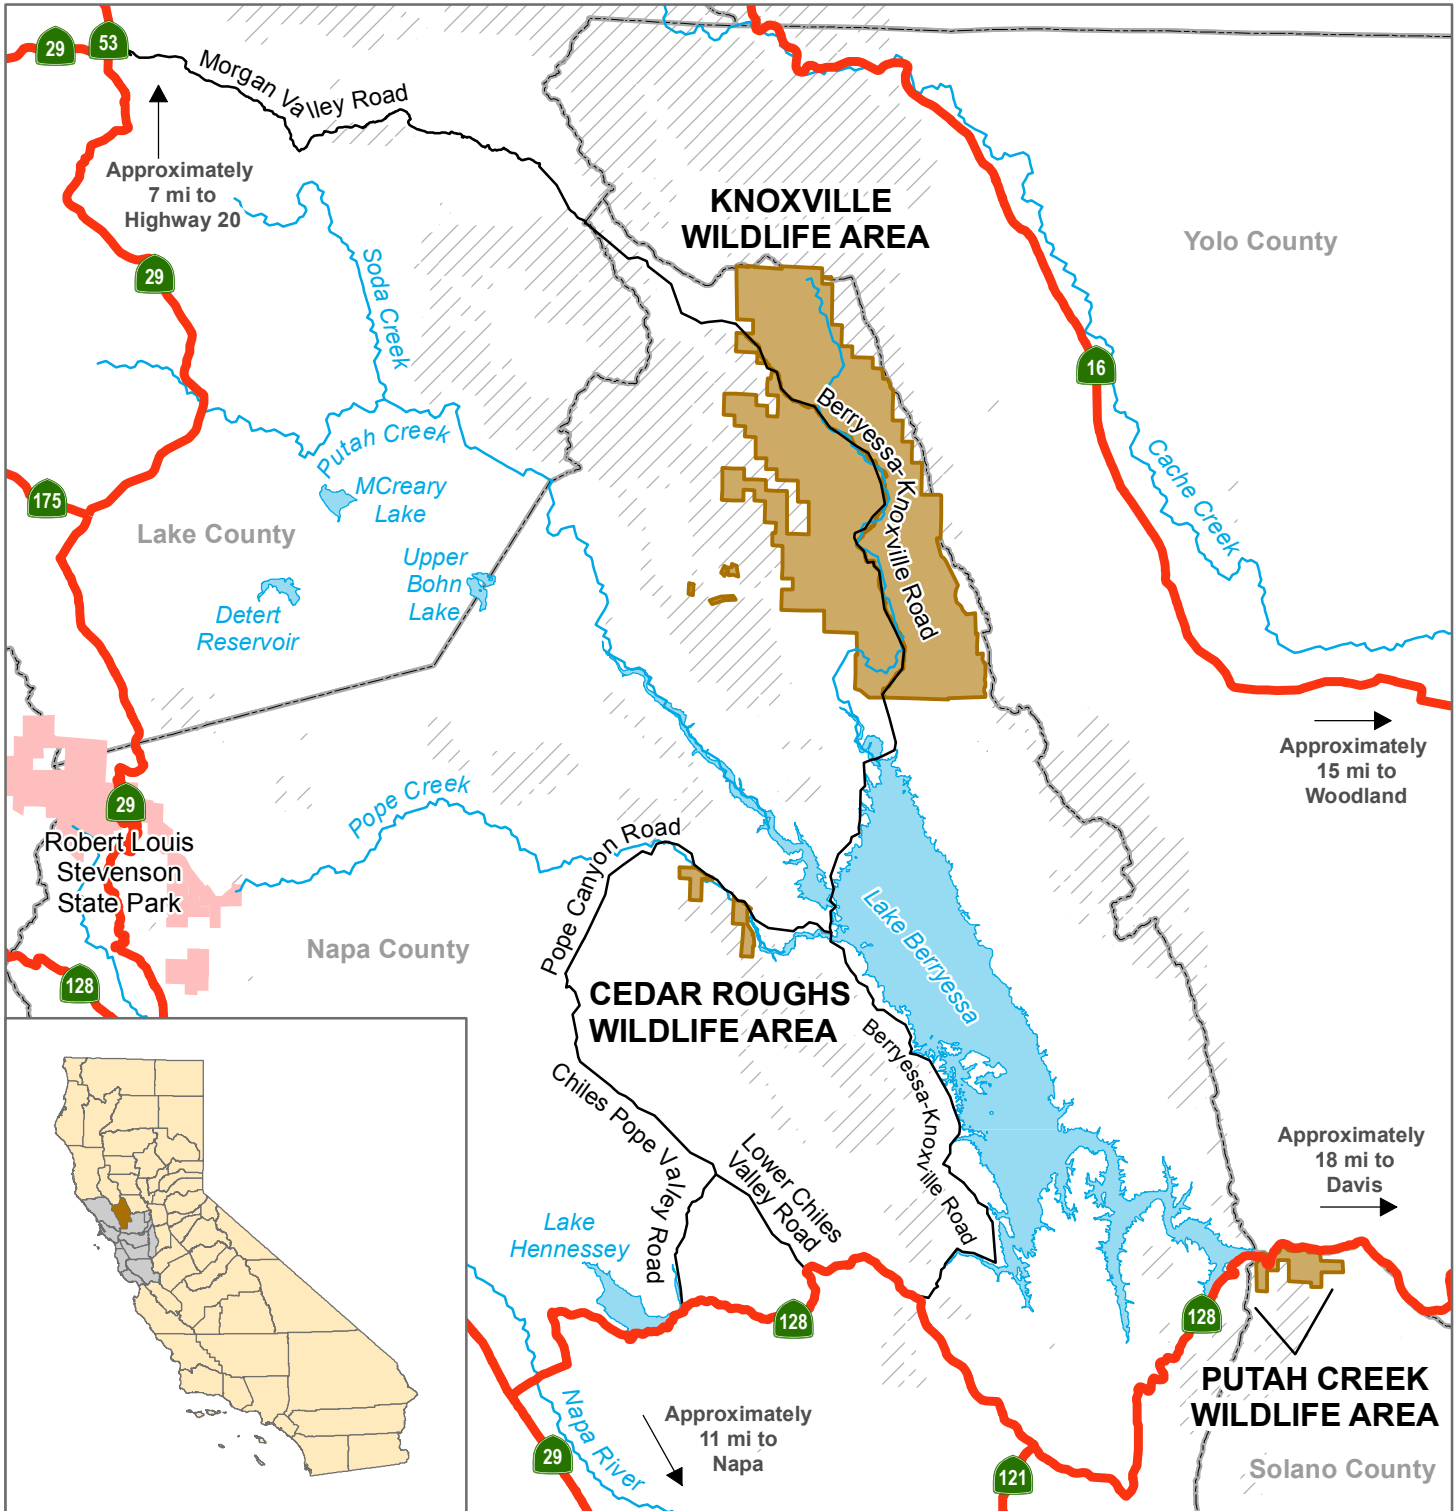 29
53
Morgan Valley Road
Approximately
7 mi to
Highway 20
KNOXVILLE
WILDLIFE AREA
Yolo County
29
Soda Creek
16
Berryessa-Knoxville Road
Putah Creek
MCreary
Lake
Cache Creek
175
Lake County
Upper
Bohn
Lake
Detert
Reservoir
Approximately
15 mi to
Woodland
29
Pope Creek
Robert Louis
Stevenson
State Park
Pope Canyon Road
Lake Berryessa
Napa County
128
CEDAR ROUGHS
WILDLIFE AREA
Berryessa-Knoxville Road
Chiles Pope Valley Road
Lower Chiles
Valley Road
Approximately
18 mi to
Davis
Lake
Hennessey
128
128
PUTAH CREEK
WILDLIFE AREA
Napa River
Approximately
11 mi to
Napa
29
121
Solano County